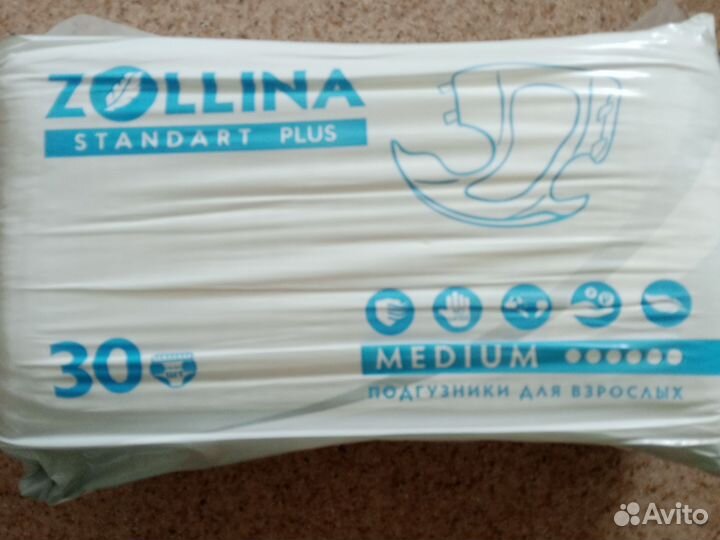 ZOLLINA
STANDART PLUS
30
MEDIUM
ПОДГУЗНИКИ ДЛЯ ВЗРОСЛЫХ
Avito